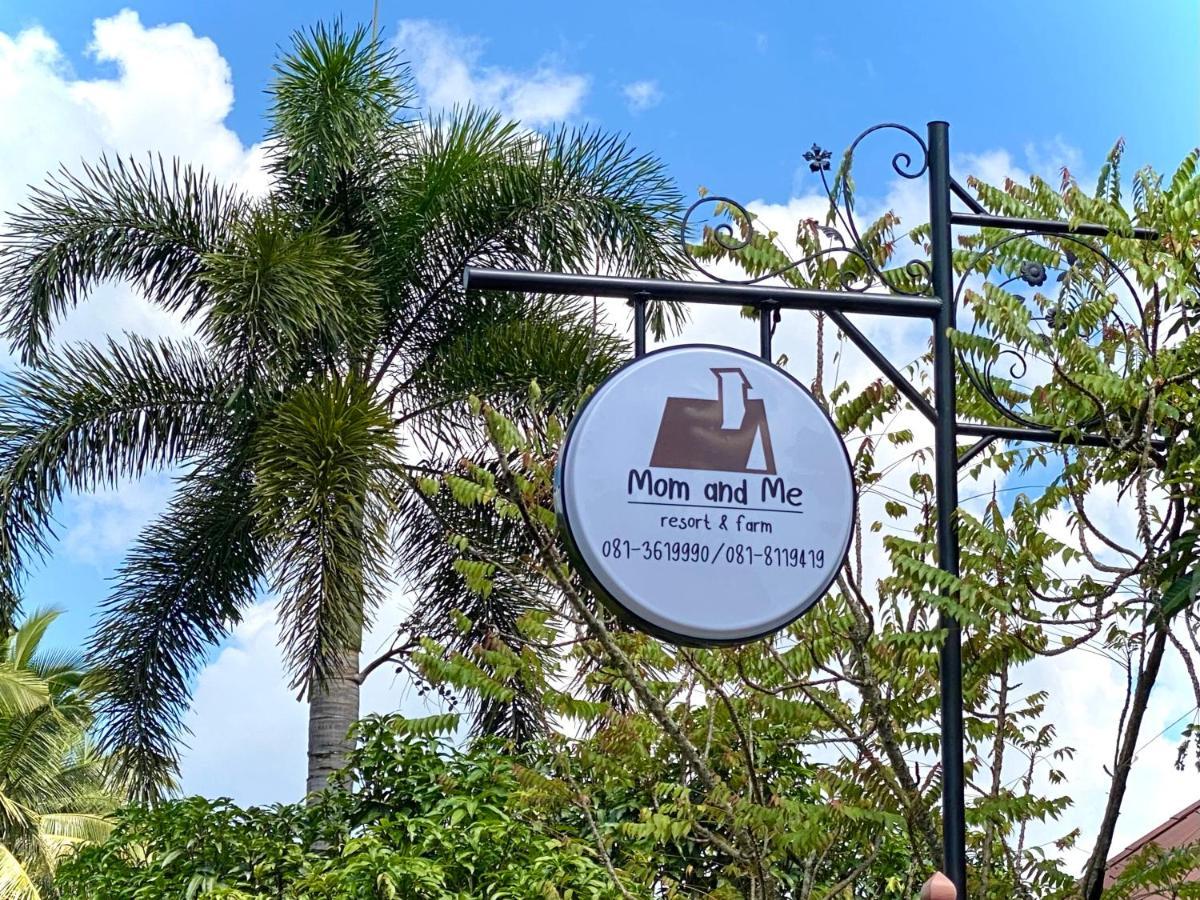 Mom and Me
resort & farm
081-3619990/081-8119419